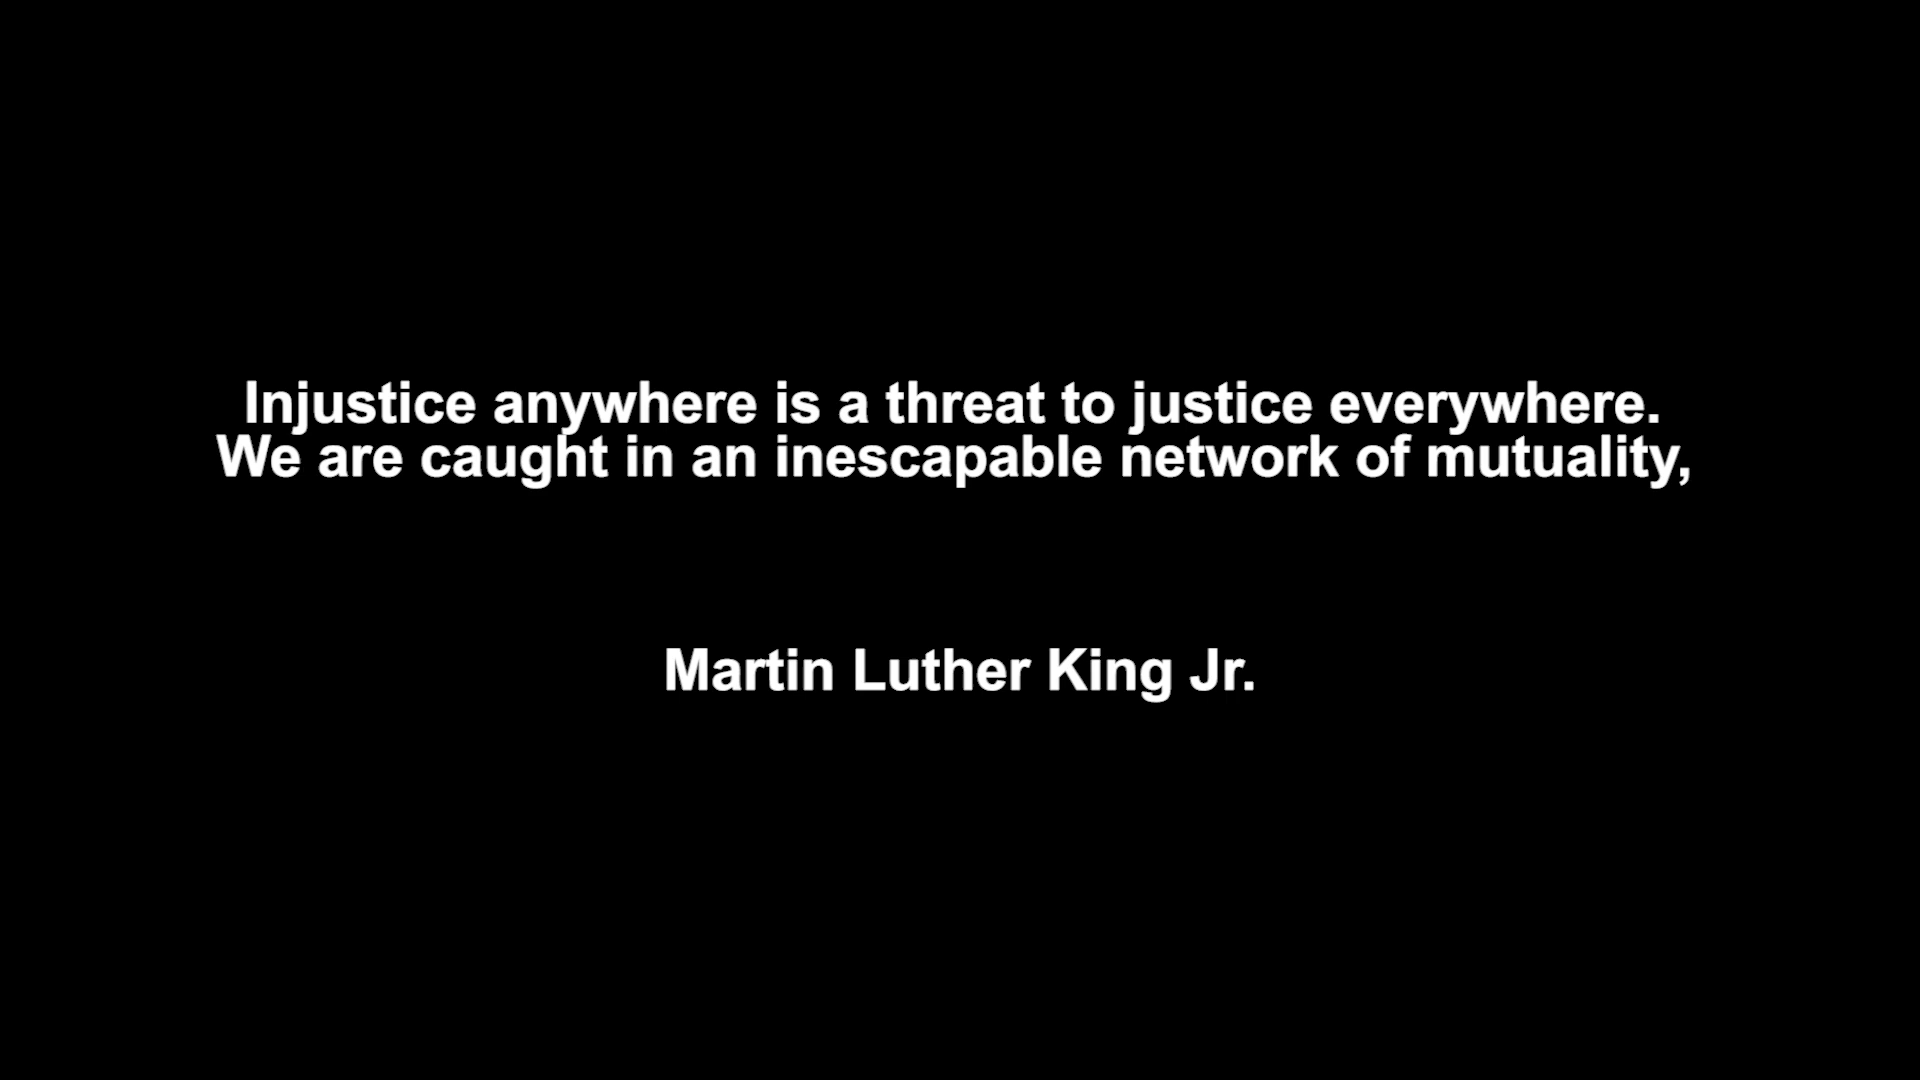 Injustice anywhere is a threat to justice everywhere.
We are caught in an inescapable network of mutuality,
Martin Luther King Jr.